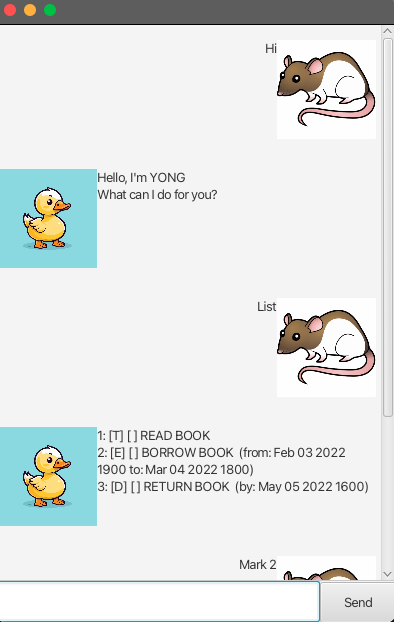 Hi
Hello, I'm YONG
What can I do for you?
List
1: [T] [ ] READ BOOK
2: [E] [ ] BORROW BOOK (from: Feb 03 2022
1900 to: Mar 04 2022 1800)
3: [D] [ ] RETURN BOOK (by: May 05 2022 1600)
Mark 2
Send